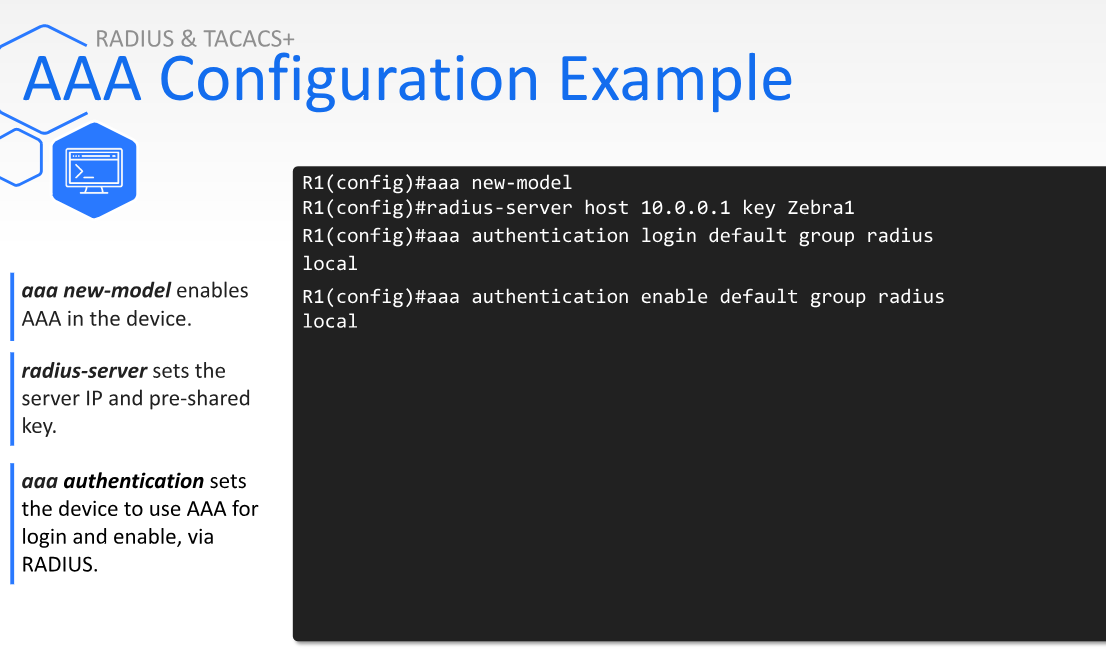 RADIUS & TACACS+
AAA Configuration Example
R1(config)#aaa new-model
R1(config)#radius-server host 10.0.0.1 key Zebra1
R1(config)#aaa authentication login default group radius
local
R1(config)#aaa authentication enable default group radius
local
aaa new-model enables
AAA in the device.
radius-server sets the
server IP and pre-shared
key.
aaa authentication sets
the device to use AAA for
login and enable, via
RADIUS.